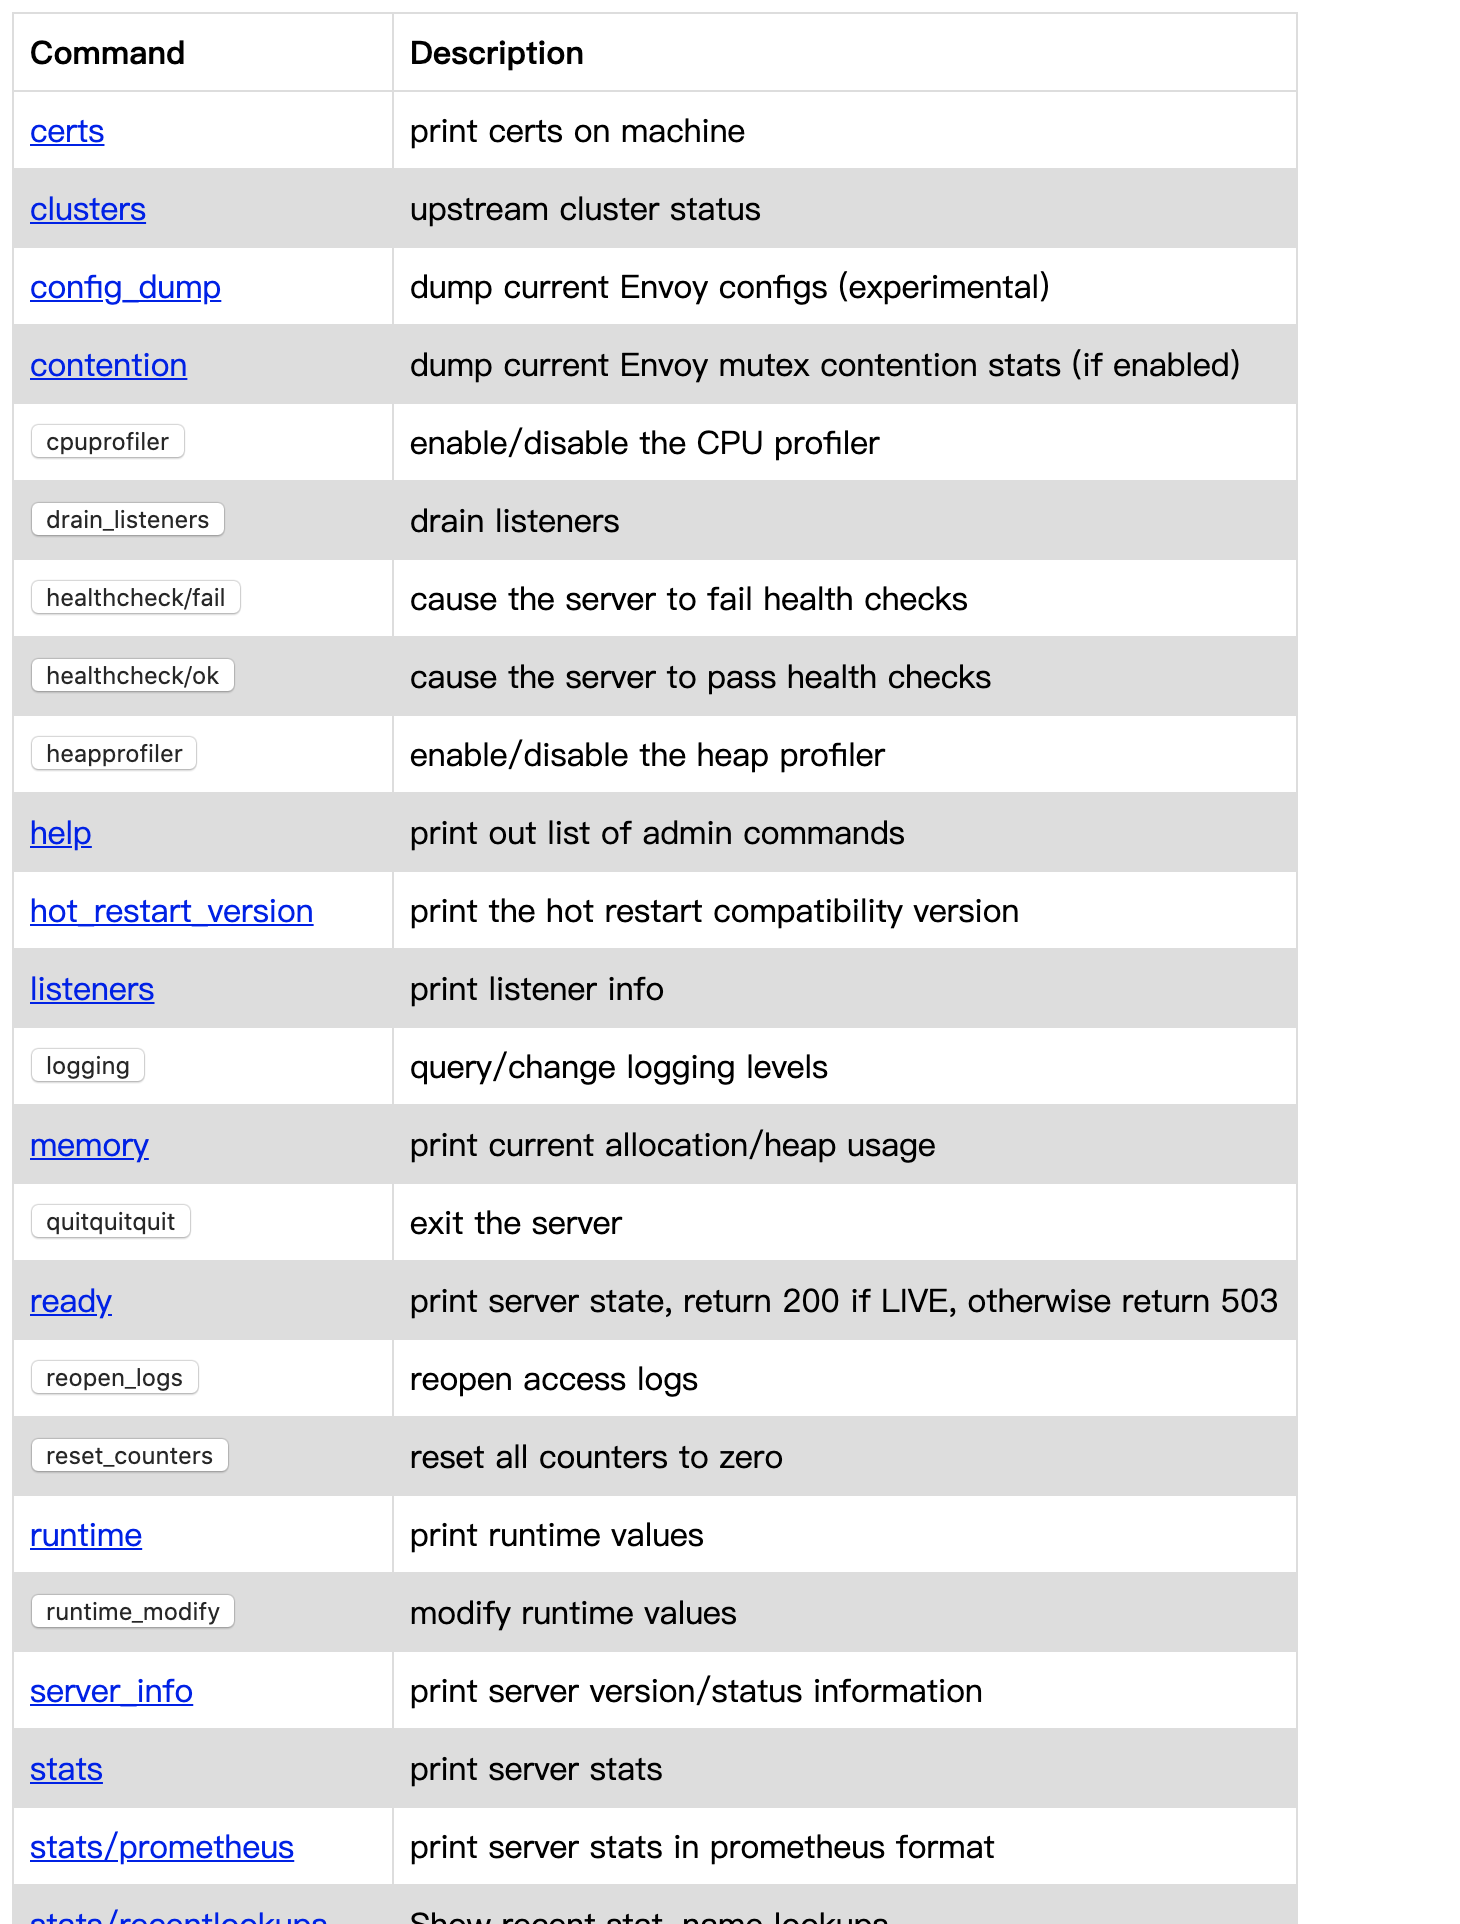 Command Description
certs print certs on machine
clusters upstream cluster status
config_dump dump current Envoy configs (experimental)
contention dump current Envoy mutex contention stats (if enabled)
cpuprofiler enable/disable the CPU profiler
drain_listeners drain listeners
healthcheck/fail cause the server to fail health checks
healthcheck/ok cause the server to pass health checks
heapprofiler enable/disable the heap profiler
help print out list of admin commands
hot_restart_version print the hot restart compatibility version
listeners print listener info
logging query/change logging levels
memory print current allocation/heap usage
quitquitquit exit the server
ready print server state, return 200 if LIVE, otherwise return 503
reopen_logs reopen access logs
reset_counters reset all counters to zero
runtime print runtime values
runtime_modify modify runtime values
server_info print server version/status information
stats print server stats
stats/prometheus print server stats in prometheus format
stats/recentlookups Show recent stat-name lookups